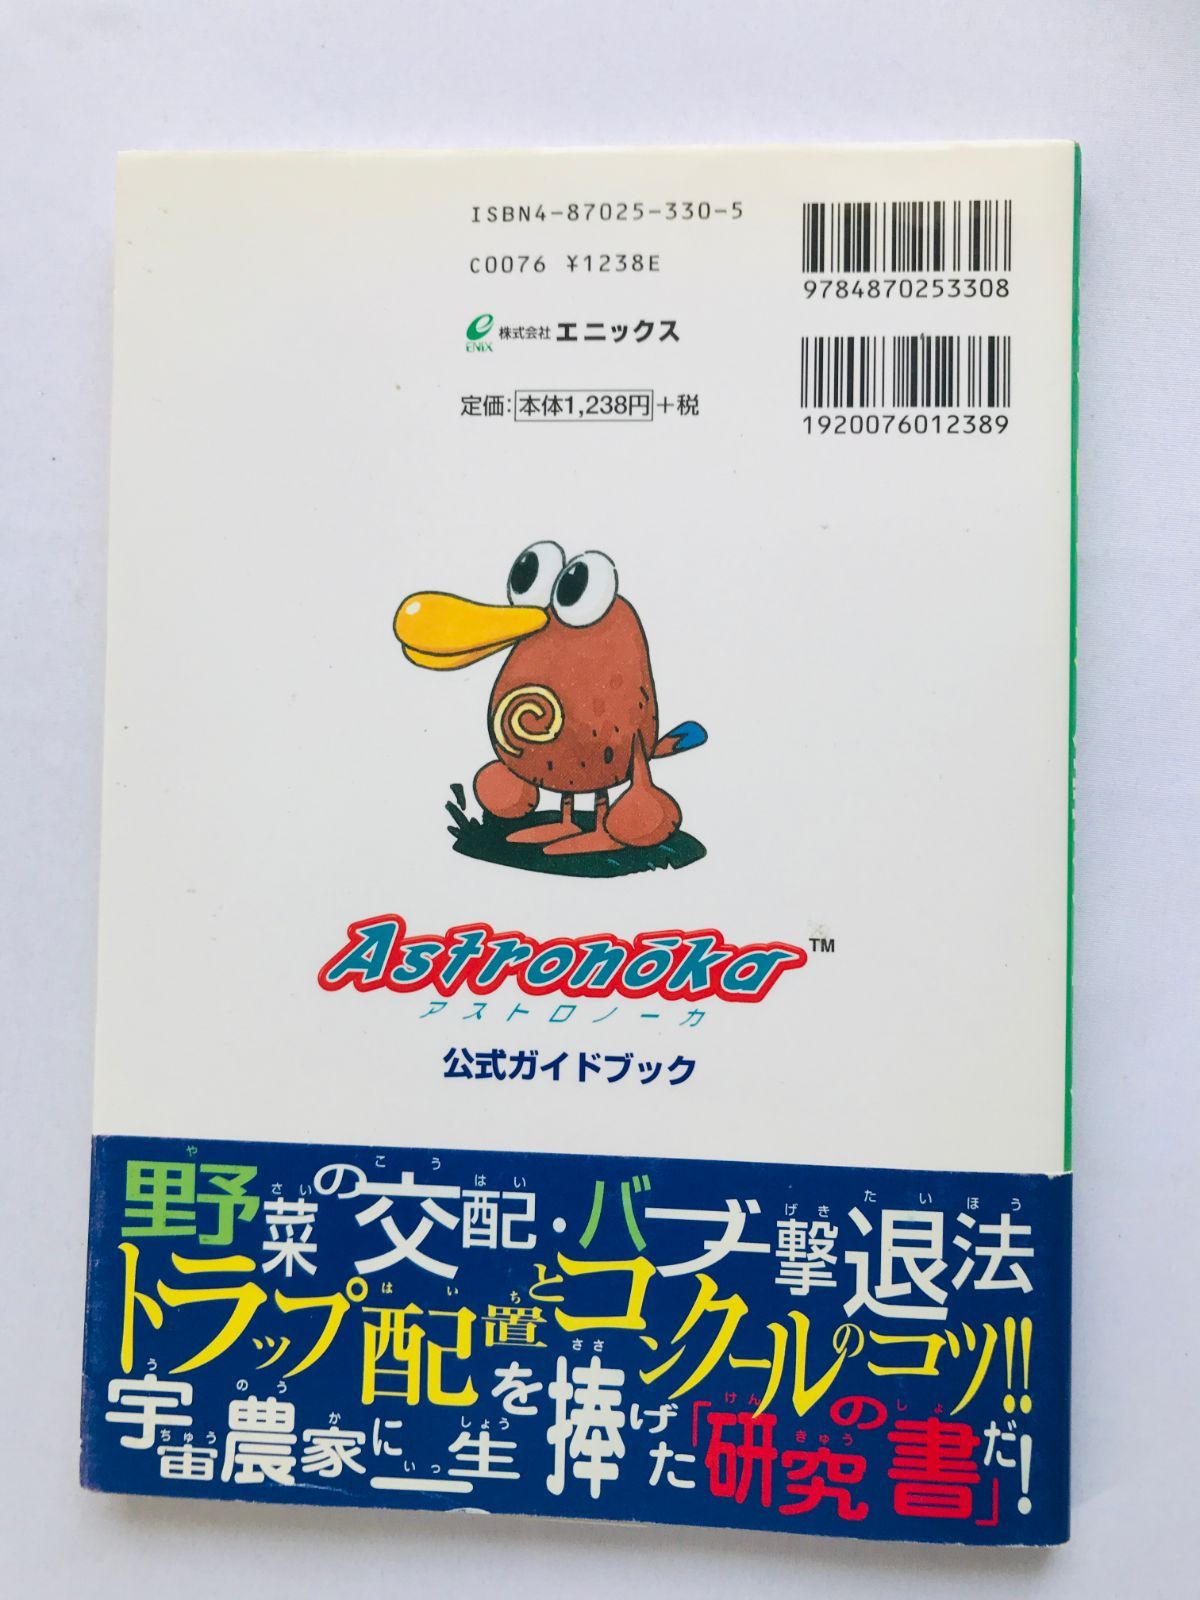 ISBN4-87025-330-5
C0076 ¥1238E
9784870253308
ENIX 株式会社 エニックス
定価：本体1,238円+税
1920076012389
Astronōka TM
アストロノーカ
公式ガイドブック
野菜の交配・バブー撃退法
トラップ配置とコンクールのコツ!!
宇宙農家に一生を捧げた「研究の書」だ!